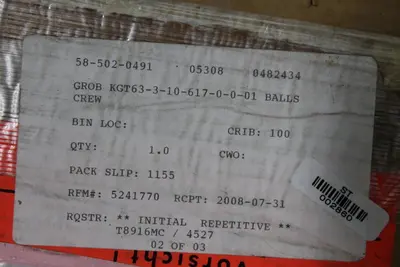 58-502-0491 05308 0482434
GROB KGT63-3-10-617-0-0-01 BALLS
CREW
BIN LOC:
CRIB: 100
QTY: 1.0
CWO:
PACK SLIP: 1155
RFM#: 5241770 RCPT: 2008-07-31
RQSTR: ** INITIAL REPETITIVE **
T8916MC / 4527
02 OF 03
ST
002860
Vorsicht!